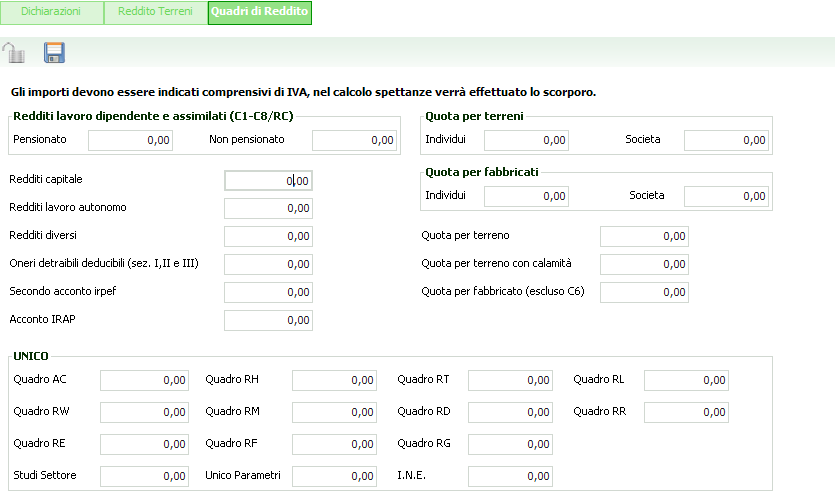 Dichiarazioni Reddito Terreni Quadri di Reddito
Gli importi devono essere indicati comprensivi di IVA, nel calcolo spettanze verrà effettuato lo scorporo.
Redditi lavoro dipendente e assimilati (C1-C8/RC)
Pensionato 0,00 Non pensionato 0,00
Quota per terreni
Individui 0,00 Societa 0,00
Redditi capitale 0,00
Redditi lavoro autonomo 0,00
Redditi diversi 0,00
Oneri detraibili deducibili (sez. I,II e III) 0,00
Secondo acconto irpef 0,00
Acconto IRAP 0,00
Quota per fabbricati
Individui 0,00 Societa 0,00
Quota per terreno 0,00
Quota per terreno con calamità 0,00
Quota per fabbricato (escluso C6) 0,00
UNICO
Quadro AC 0,00 Quadro RH 0,00 Quadro RT 0,00 Quadro RL 0,00
Quadro RW 0,00 Quadro RM 0,00 Quadro RD 0,00 Quadro RR 0,00
Quadro RE 0,00 Quadro RF 0,00 Quadro RG 0,00
Studi Settore 0,00 Unico Parametri 0,00 I.N.E. 0,00